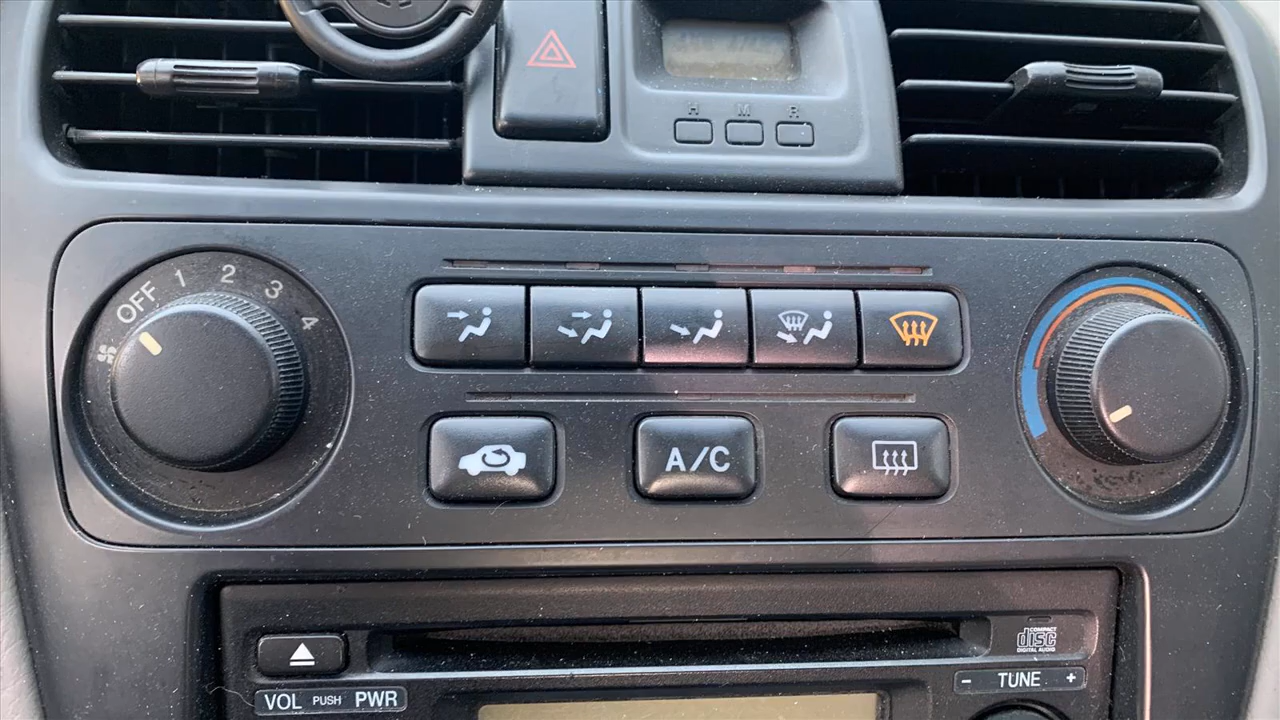 H M R
OFF 1 2 3 4
A/C
COMPACT
disc
DIGITAL AUDIO
VOL PUSH PWR
- TUNE +